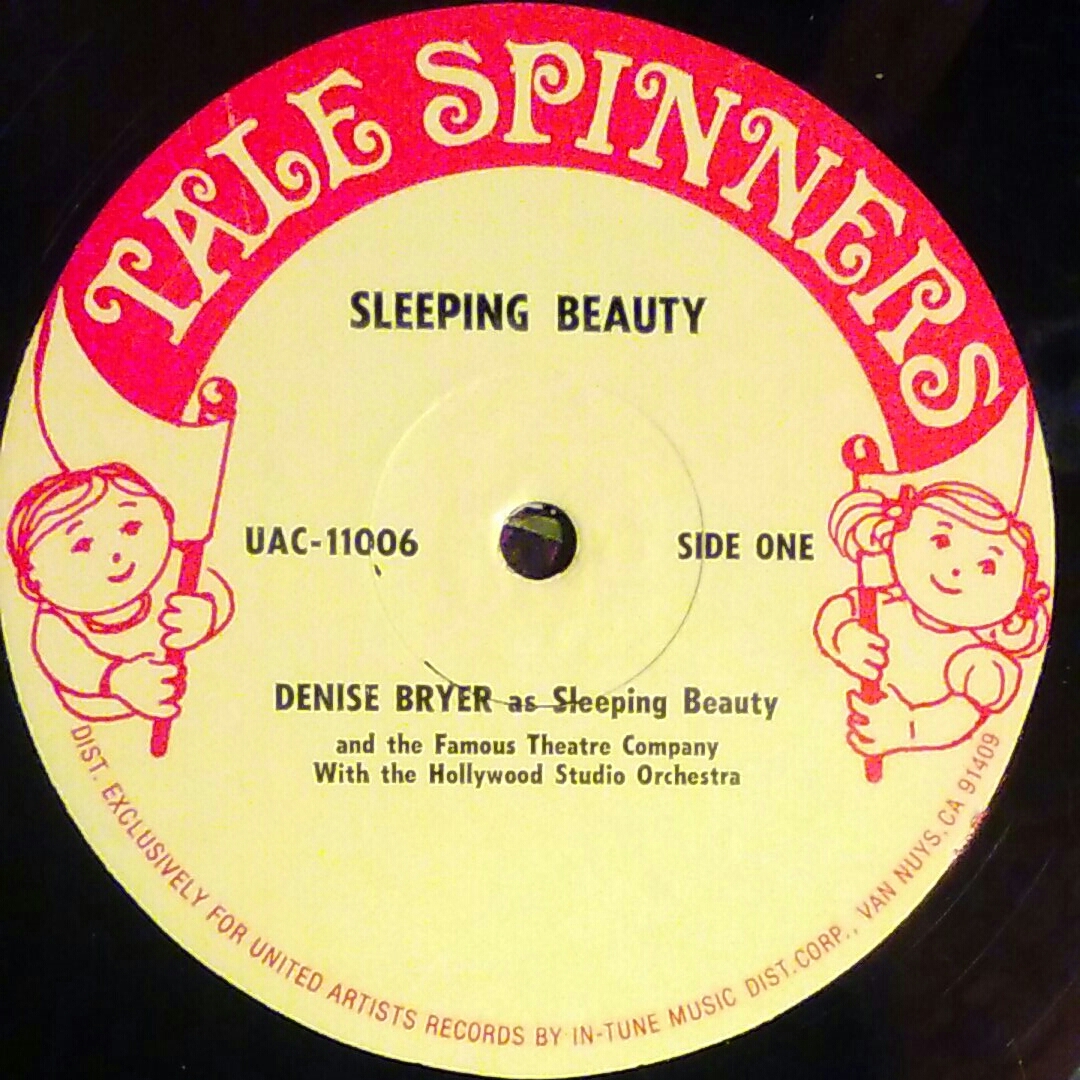 TALE SPINNERS
SLEEPING BEAUTY
UAC-11006
SIDE ONE
DENISE BRYER as Sleeping Beauty
and the Famous Theatre Company
With the Hollywood Studio Orchestra
DIST. EXCLUSIVELY FOR UNITED ARTISTS RECORDS BY IN-TUNE MUSIC DIST. CORP., VAN NUYS, CA 91409